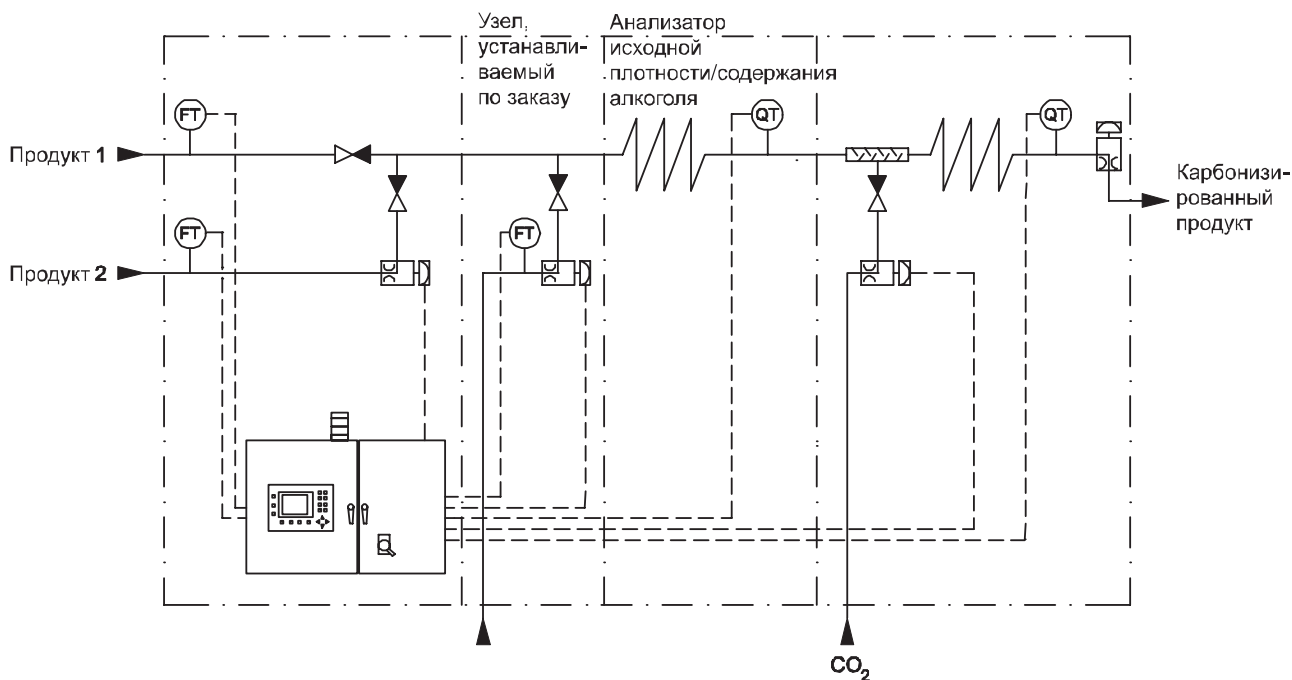 Узел,
устанавли-
ваемый
по заказу
Анализатор
исходной
плотности/содержания
алкоголя
FT
QT
QT
Продукт 1
Карбонизи-
рованный
продукт
FT
FT
Продукт 2
CO₂